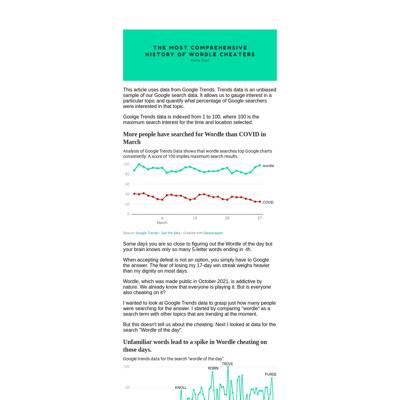 THE MOST COMPREHENSIVE
HISTORY OF WORDLE CHEATERS
This article uses data from Google Trends. Trends data is an unbiased
sample of our Google search data. It allows us to gauge interest in a
particular topic and quantify what percentage of Google searchers
were interested in that topic.
Google Trends data is indexed from 1 to 100, where 100 is the
maximum search interest for the time and location selected.
More people have searched for Wordle than COVID in
March
Analysis of Google Trends Data shows that wordle searches top Google charts
consistently. A score of 100 implies maximum search results.
100
80
60
40
20
0
wordle
COVID
6
13
20
27
March
Source: Google Trends • Get the data • Created with Datawrapper
Some days you are so close to figuring out the Wordle of the day but
your brain knows only so many 5-letter words ending in -th.
When accepting defeat is not an option, you simply have to Google
the answer. The fear of losing my 17-day win streak weighs heavier
than my dignity on most days.
Wordle, which was made public in October 2021, is addictive by
nature. We already know that everyone is playing it. But is everyone
also cheating on it?
I wanted to look at Google Trends data to grasp just how many people
were searching for the answer. I started by comparing "wordle" as a
search term with other topics that are trending at the moment.
But this doesn't tell us about the cheating. Next I looked at data for the
search "Wordle of the day".
Unfamiliar words lead to a spike in Wordle cheating on
those days.
Google trends data for the search "wordle of the day"
100
80
KNOLL
ROBIN
TROVE
PURGE